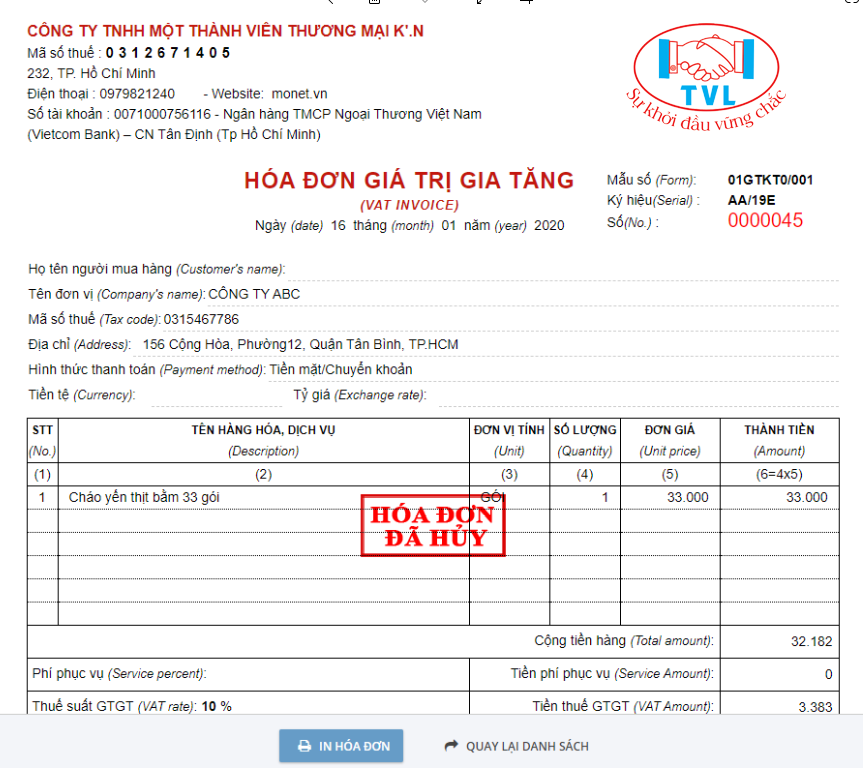 CÔNG TY TNHH MỘT THÀNH VIÊN THƯƠNG MẠI K'.N
Mã số thuế : 0 3 1 2 6 7 1 4 0 5
232, TP. Hồ Chí Minh
Điện thoại : 0979821240 - Website: monet.vn
Số tài khoản : 0071000756116 - Ngân hàng TMCP Ngoại Thương Việt Nam
(Vietcom Bank) – CN Tân Định (Tp Hồ Chí Minh)
TVL
Sự khởi đầu vững chắc
HÓA ĐƠN GIÁ TRỊ GIA TĂNG
(VAT INVOICE)
Ngày (date) 16 tháng (month) 01 năm (year) 2020
Mẫu số (Form): 01GTKT0/001
Ký hiệu(Serial) : AA/19E
Số(No.) : 0000045
Họ tên người mua hàng (Customer's name):
Tên đơn vị (Company's name): CÔNG TY ABC
Mã số thuế (Tax code): 0315467786
Địa chỉ (Address): 156 Cộng Hòa, Phường12, Quận Tân Bình, TP.HCM
Hình thức thanh toán (Payment method): Tiền mặt/Chuyển khoản
Tiền tệ (Currency): Tỷ giá (Exchange rate):
STT TÊN HÀNG HÓA, DỊCH VỤ ĐƠN VỊ TÍNH SỐ LƯỢNG ĐƠN GIÁ THÀNH TIỀN
(No.) (Description) (Unit) (Quantity) (Unit price) (Amount)
(1) (2) (3) (4) (5) (6=4x5)
1 Cháo yến thịt bằm 33 gói GÓI 1 33.000 33.000
HÓA ĐƠN
ĐÃ HỦY
Cộng tiền hàng (Total amount): 32.182
Phí phục vụ (Service percent): Tiền phí phục vụ (Service Amount): 0
Thuế suất GTGT (VAT rate): 10 % Tiền thuế GTGT (VAT Amount): 3.383
IN HÓA ĐƠN QUAY LẠI DANH SÁCH